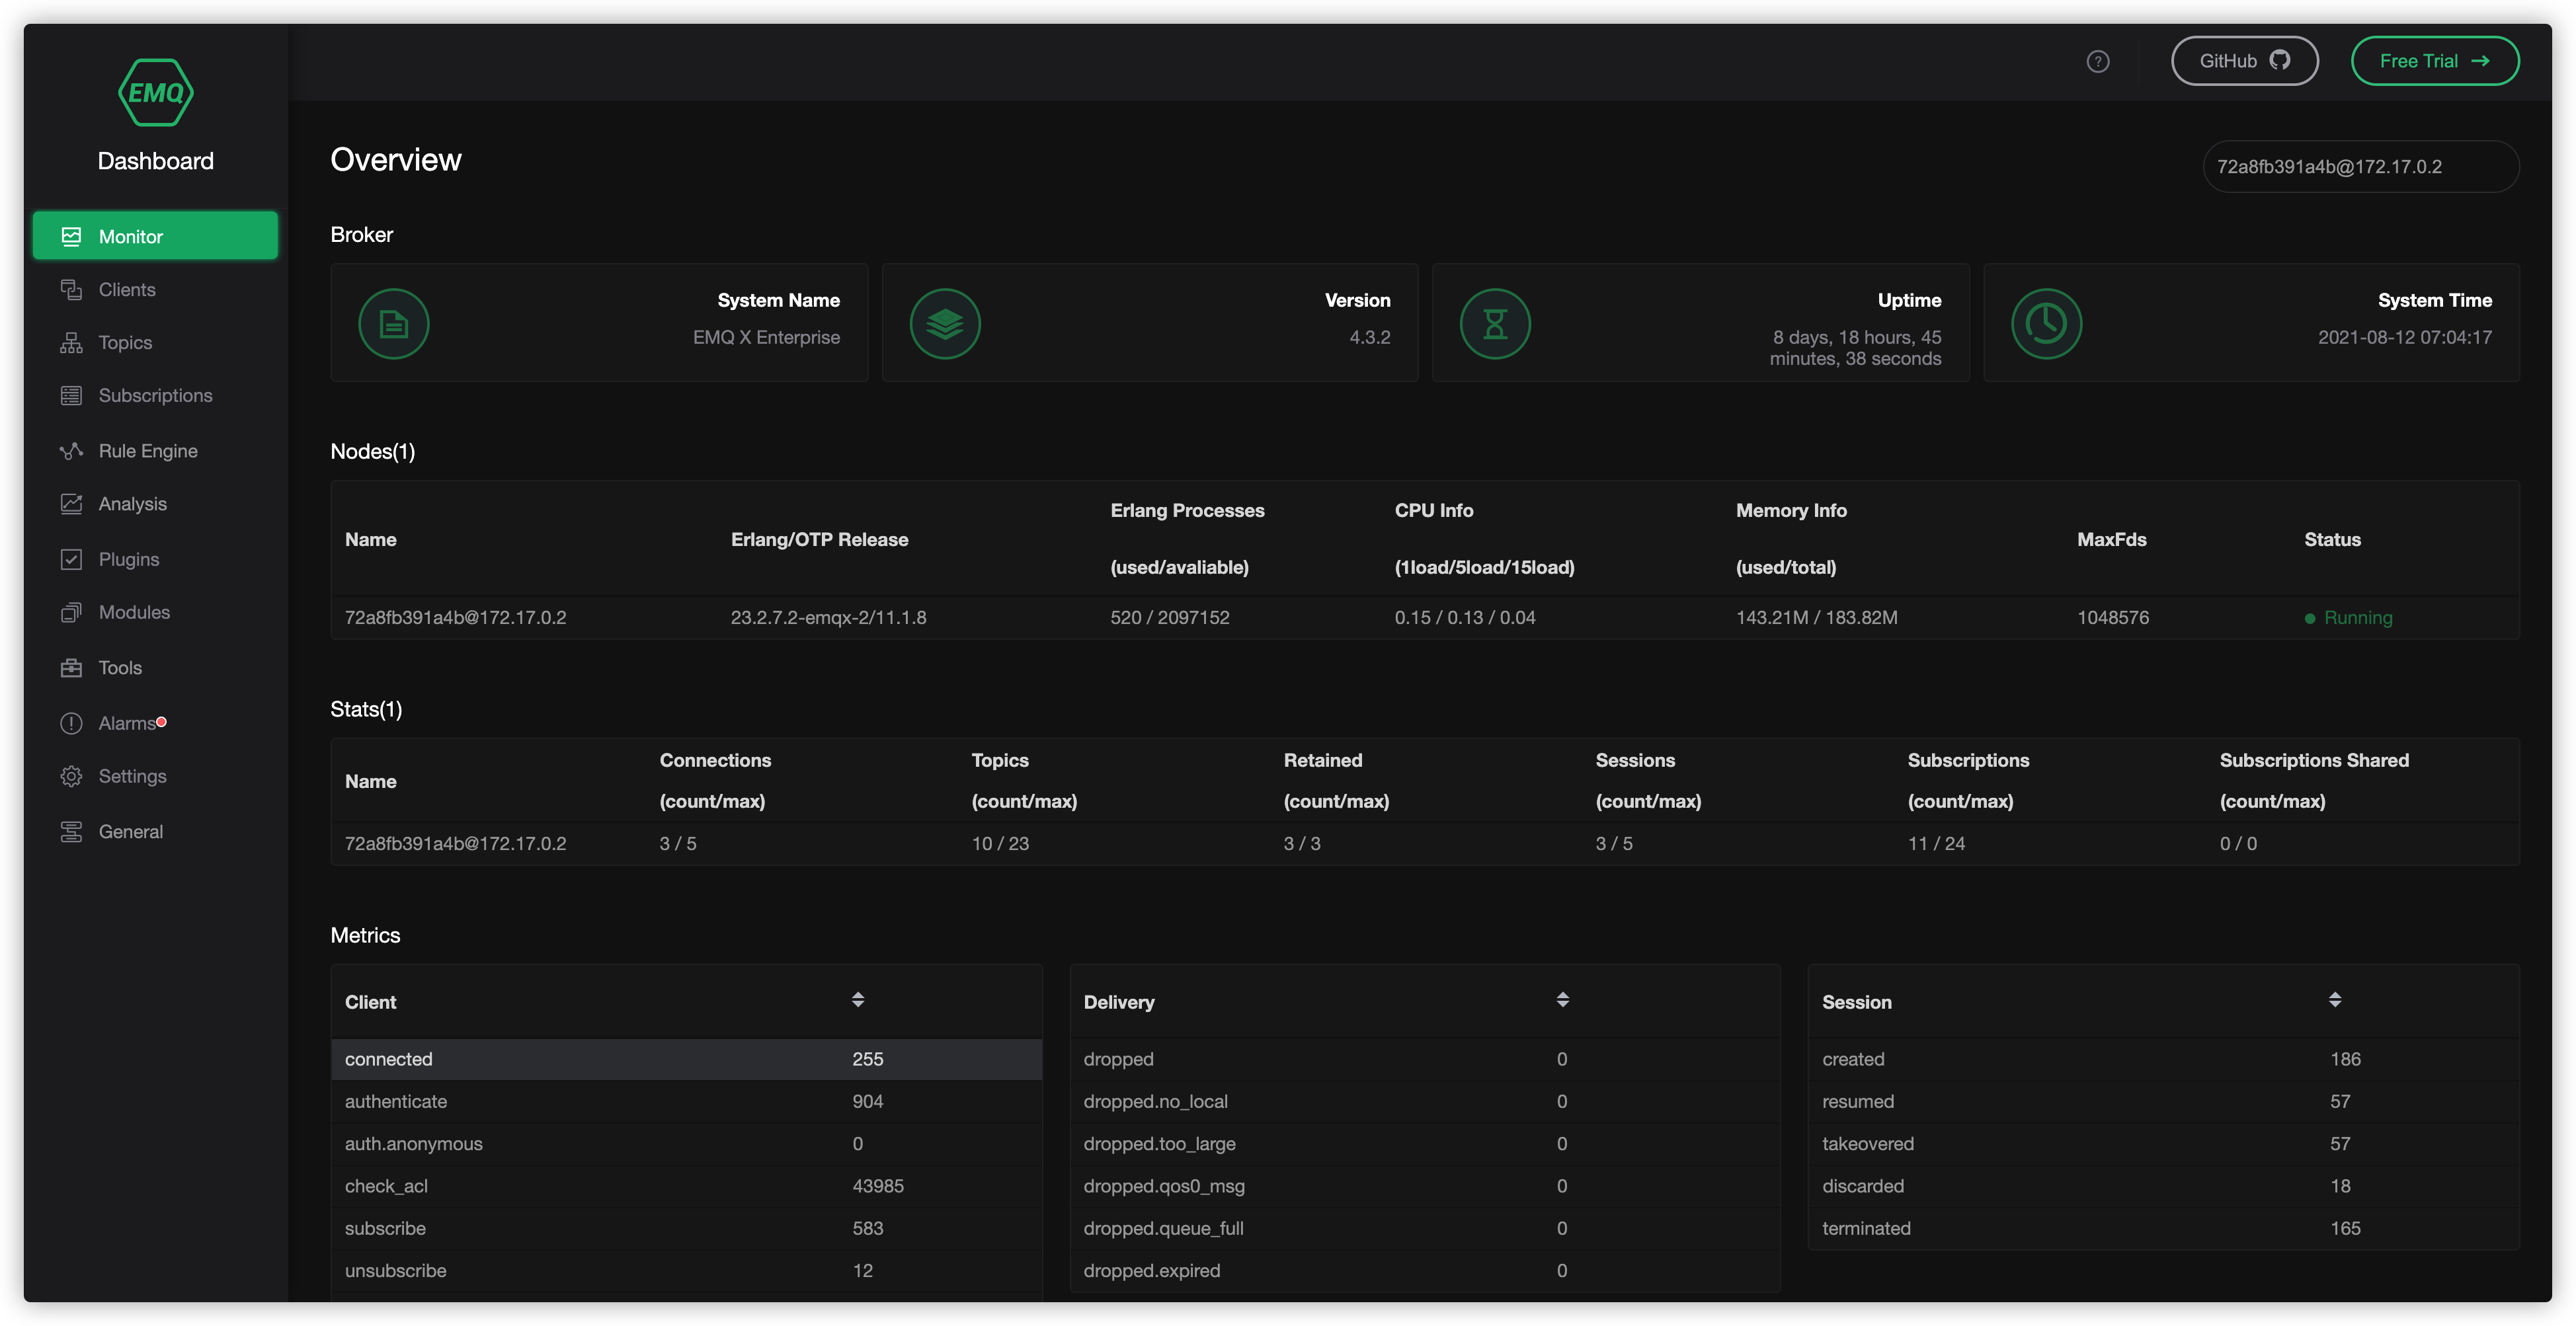 EMQ
Dashboard
Monitor
Clients
Topics
Subscriptions
Rule Engine
Analysis
Plugins
Modules
Tools
Alarms
Settings
General
?
GitHub
Free Trial →
Overview
72a8fb391a4b@172.17.0.2
Broker
System Name
EMQ X Enterprise
Version
4.3.2
Uptime
8 days, 18 hours, 45
minutes, 38 seconds
System Time
2021-08-12 07:04:17
Nodes(1)
Name Erlang/OTP Release Erlang Processes (used/avaliable) CPU Info (1load/5load/15load) Memory Info (used/total) MaxFds Status
72a8fb391a4b@172.17.0.2 23.2.7.2-emqx-2/11.1.8 520 / 2097152 0.15 / 0.13 / 0.04 143.21M / 183.82M 1048576 Running
Stats(1)
Name Connections (count/max) Topics (count/max) Retained (count/max) Sessions (count/max) Subscriptions (count/max) Subscriptions Shared (count/max)
72a8fb391a4b@172.17.0.2 3 / 5 10 / 23 3 / 3 3 / 5 11 / 24 0 / 0
Metrics
Client
connected 255
authenticate 904
auth.anonymous 0
check_acl 43985
subscribe 583
unsubscribe 12
Delivery
dropped 0
dropped.no_local 0
dropped.too_large 0
dropped.qos0_msg 0
dropped.queue_full 0
dropped.expired 0
Session
created 186
resumed 57
takeovered 57
discarded 18
terminated 165